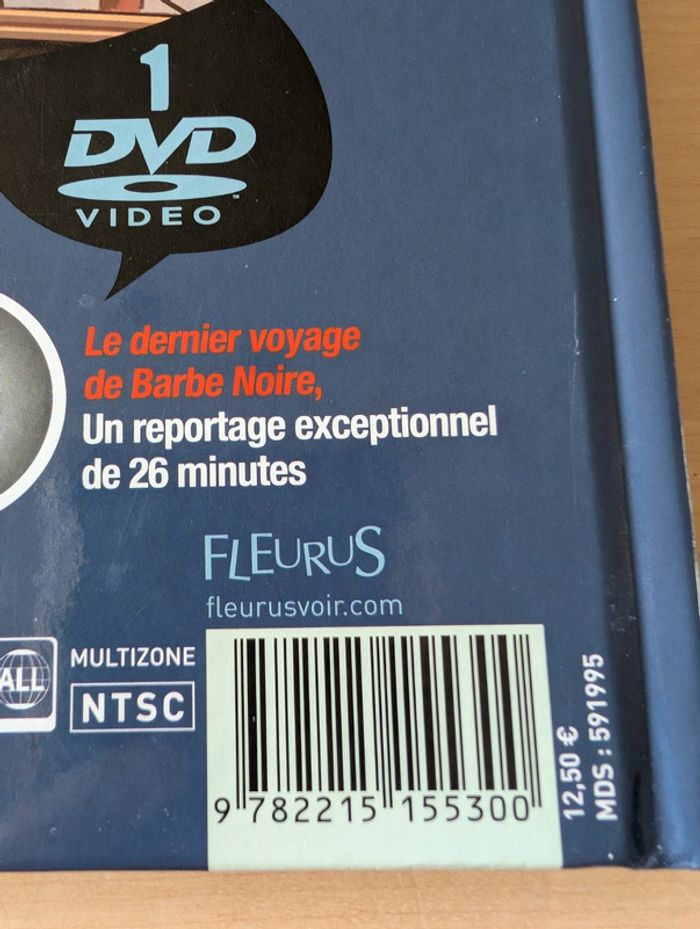 1
DVD
VIDEO™
Le dernier voyage
de Barbe Noire,
Un reportage exceptionnel
de 26 minutes
FLEURUS
fleurusvoir.com
ALL
MULTIZONE
NTSC
9 782215 155300
12,50 €
MDS : 591995